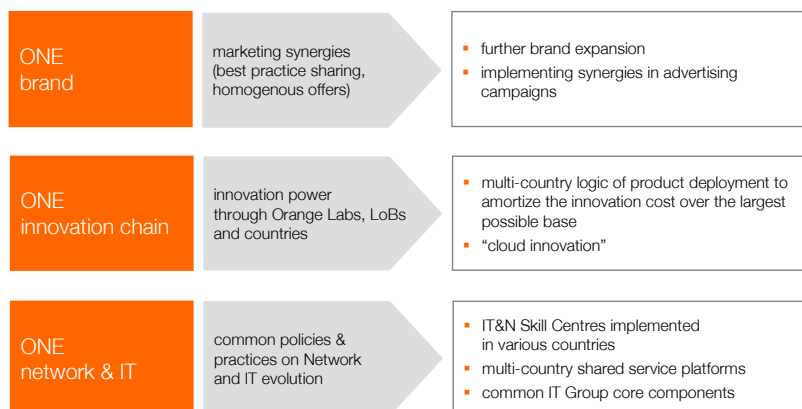 ONE
brand
marketing synergies
(best practice sharing,
homogenous offers)
▪ further brand expansion
▪ implementing synergies in advertising
campaigns
ONE
innovation chain
innovation power
through Orange Labs, LoBs
and countries
▪ multi-country logic of product deployment to
amortize the innovation cost over the largest
possible base
▪ “cloud innovation”
ONE
network & IT
common policies &
practices on Network
and IT evolution
▪ IT&N Skill Centres implemented
in various countries
▪ multi-country shared service platforms
▪ common IT Group core components